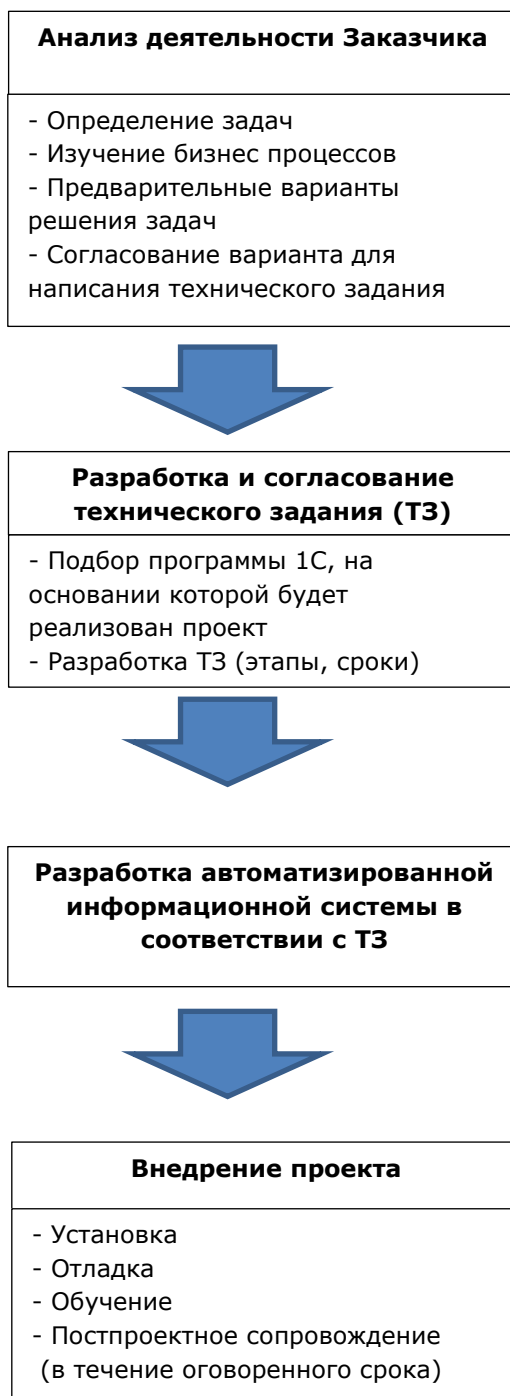 Анализ деятельности Заказчика
- Определение задач
- Изучение бизнес процессов
- Предварительные варианты
решения задач
- Согласование варианта для
написания технического задания
Разработка и согласование
технического задания (ТЗ)
- Подбор программы 1С, на
основании которой будет
реализован проект
- Разработка ТЗ (этапы, сроки)
Разработка автоматизированной
информационной системы в
соответствии с ТЗ
Внедрение проекта
- Установка
- Отладка
- Обучение
- Постпроектное сопровождение
(в течение оговоренного срока)